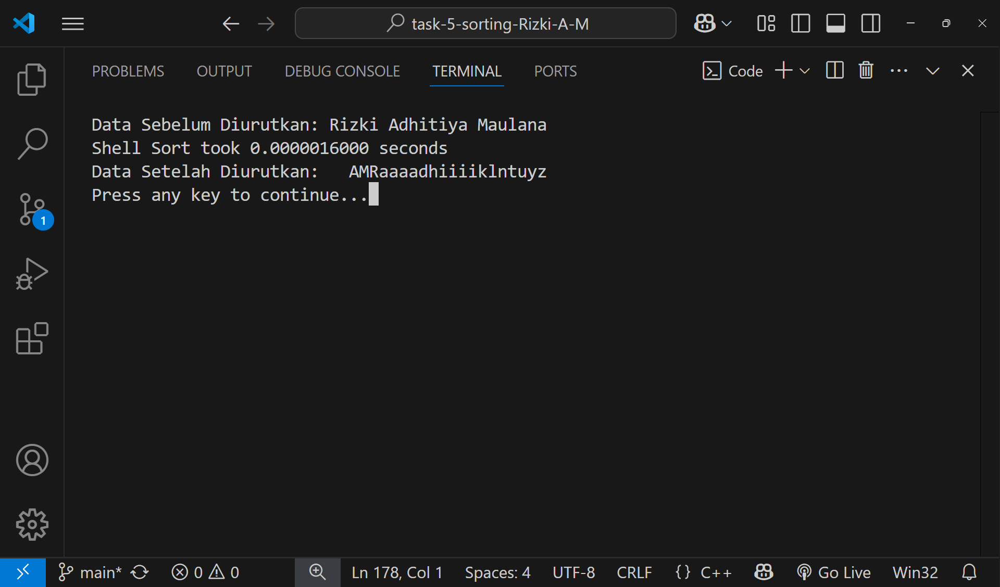 task-5-sorting-Rizki-A-M
PROBLEMS OUTPUT DEBUG CONSOLE TERMINAL PORTS Code
Data Sebelum Diurutkan: Rizki Adhitiya Maulana
Shell Sort took 0.0000016000 seconds
Data Setelah Diurutkan:   AMRaaaadhiiiiklntuyz
Press any key to continue...
1
main* 0 0 Ln 178, Col 1 Spaces: 4 UTF-8 CRLF {} C++ Go Live Win32